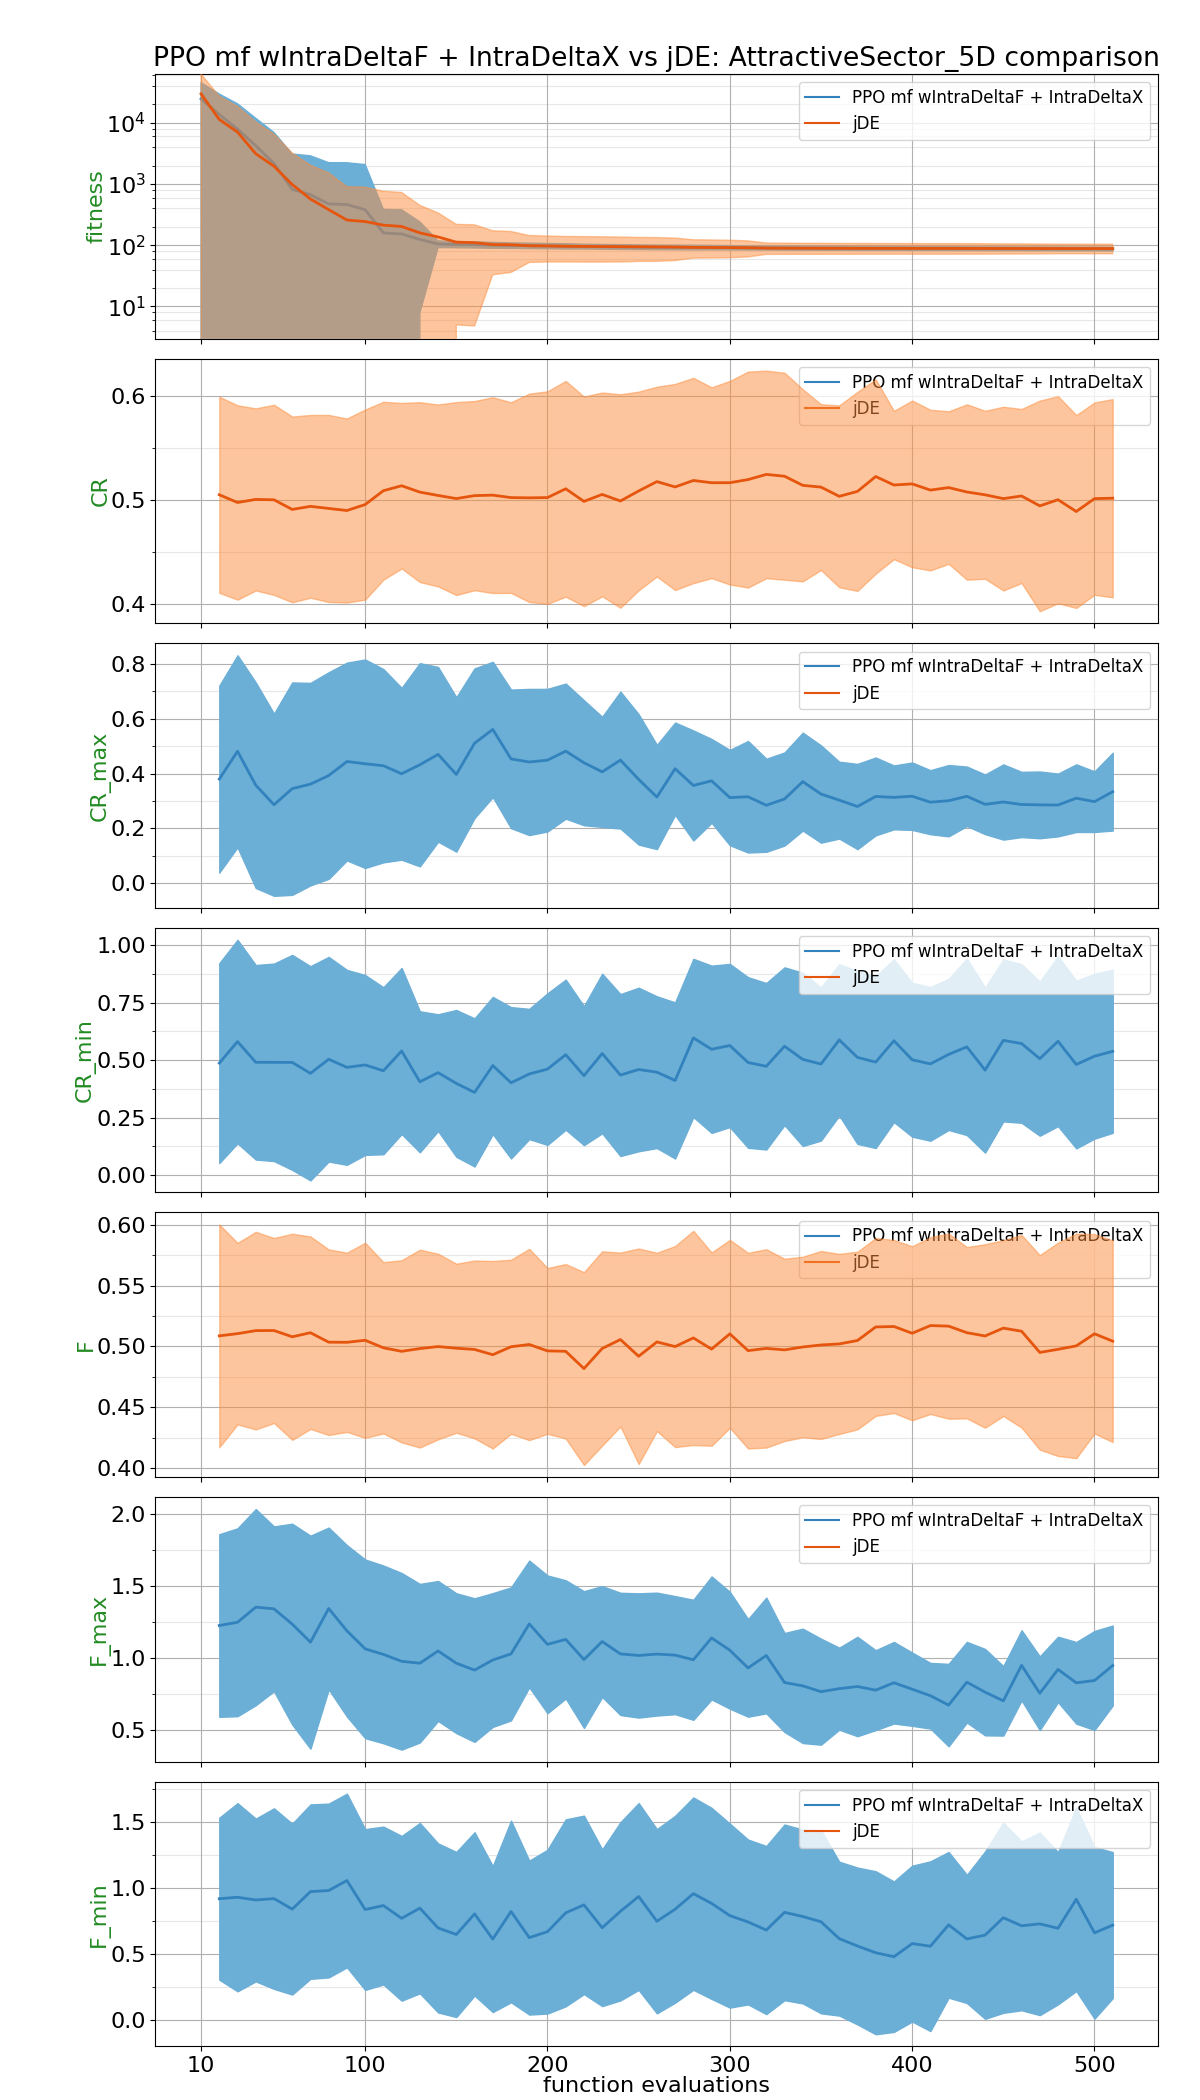 PPO mf wIntraDeltaF + IntraDeltaX vs jDE: AttractiveSector_5D comparison
PPO mf wIntraDeltaF + IntraDeltaX
jDE
10^4
10^3
10^2
10^1
fitness
PPO mf wIntraDeltaF + IntraDeltaX
jDE
0.6
0.5
0.4
CR
PPO mf wIntraDeltaF + IntraDeltaX
jDE
0.8
0.6
0.4
0.2
0.0
CR_max
PPO mf wIntraDeltaF + IntraDeltaX
jDE
1.00
0.75
0.50
0.25
0.00
CR_min
PPO mf wIntraDeltaF + IntraDeltaX
jDE
0.60
0.55
0.50
0.45
0.40
F
PPO mf wIntraDeltaF + IntraDeltaX
jDE
2.0
1.5
1.0
0.5
F_max
PPO mf wIntraDeltaF + IntraDeltaX
jDE
1.5
1.0
0.5
0.0
F_min
10 100 200 300 400 500
function evaluations